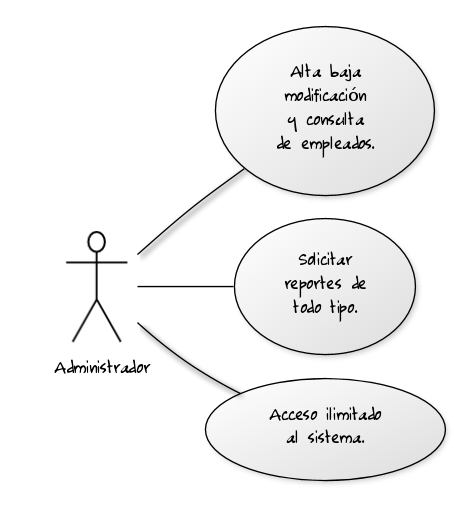 Alta baja
modificación
y consulta
de empleados.
Solicitar
reportes de
todo tipo.
Administrador
Acceso ilimitado
al sistema.